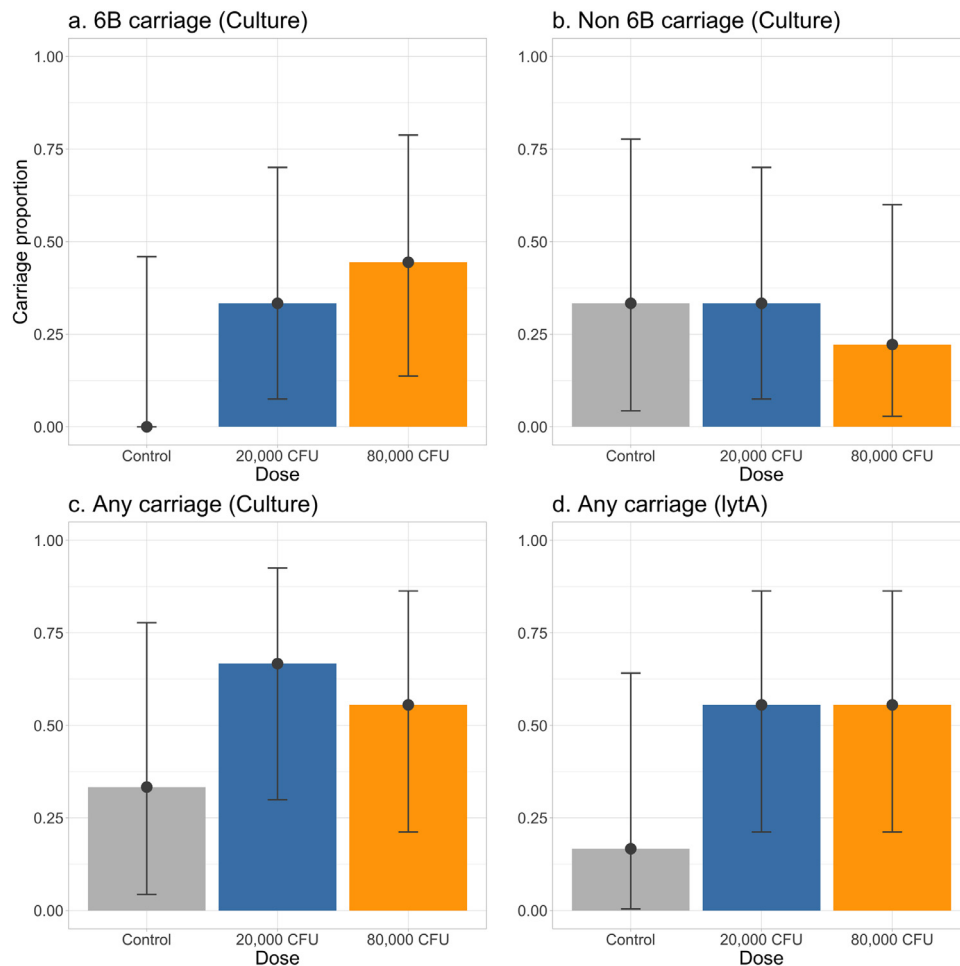 a. 6B carriage (Culture)
1.00
0.75
0.50
0.25
0.00
Carriage proportion
Control 20,000 CFU 80,000 CFU
Dose
b. Non 6B carriage (Culture)
1.00
0.75
0.50
0.25
0.00
Control 20,000 CFU 80,000 CFU
Dose
c. Any carriage (Culture)
1.00
0.75
0.50
0.25
0.00
Control 20,000 CFU 80,000 CFU
Dose
d. Any carriage (lytA)
1.00
0.75
0.50
0.25
0.00
Control 20,000 CFU 80,000 CFU
Dose